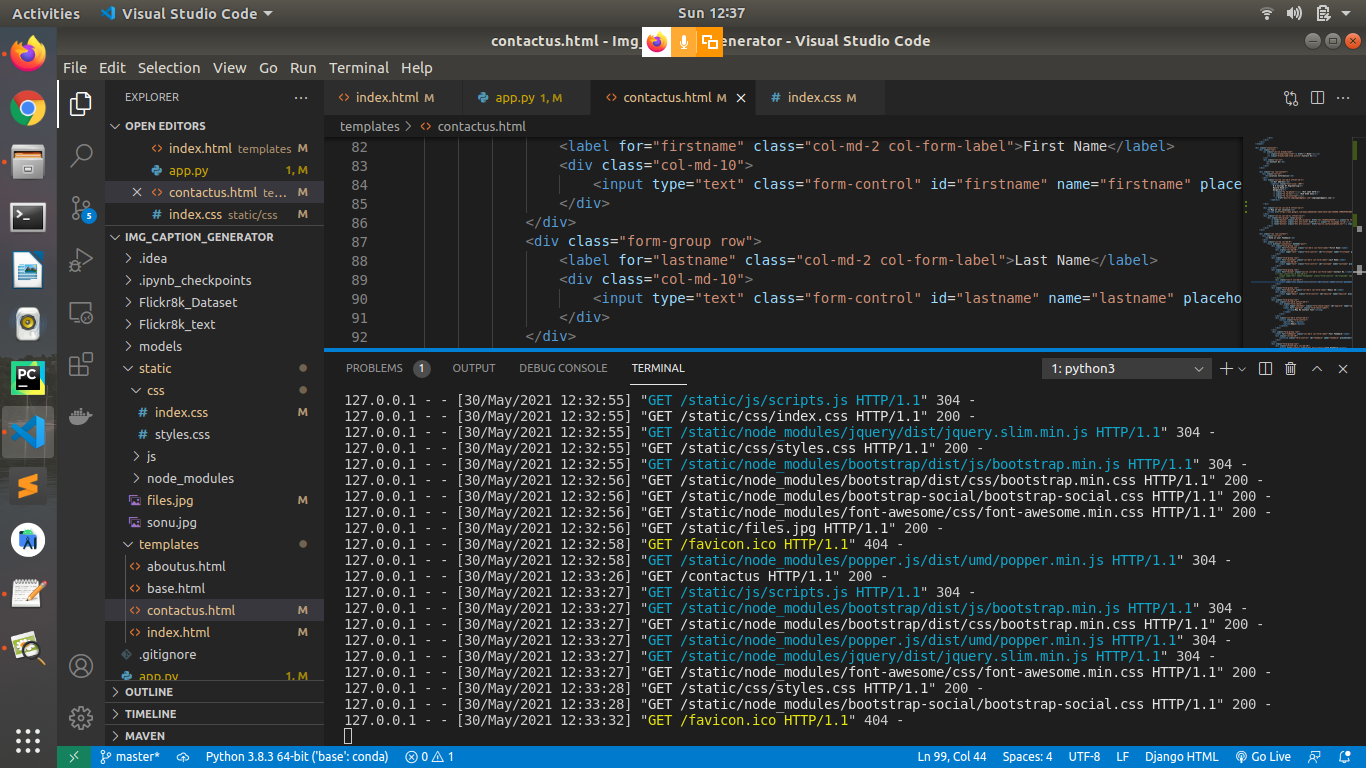 Activities Visual Studio Code Sun 12:37
contactus.html - Img_ enerator - Visual Studio Code
File Edit Selection View Go Run Terminal Help
EXPLORER
OPEN EDITORS
index.html templates M
app.py 1, M
contactus.html te... M
index.css static/css M
5
IMG_CAPTION_GENERATOR
.idea
.ipynb_checkpoints
Flickr8k_Dataset
Flickr8k_text
models
static
css
index.css M
styles.css
js
node_modules
files.jpg M
sonu.jpg
templates
aboutus.html
base.html
contactus.html M
index.html M
.gitignore
app.py 1, M
OUTLINE
TIMELINE
MAVEN
PC
index.html M app.py 1, M contactus.html M index.css M
templates > contactus.html
82 <label for="firstname" class="col-md-2 col-form-label">First Name</label>
83 <div class="col-md-10">
84 <input type="text" class="form-control" id="firstname" name="firstname" place
85 </div>
86 </div>
87 <div class="form-group row">
88 <label for="lastname" class="col-md-2 col-form-label">Last Name</label>
89 <div class="col-md-10">
90 <input type="text" class="form-control" id="lastname" name="lastname" placeho
91 </div>
92 </div>
PROBLEMS 1 OUTPUT DEBUG CONSOLE TERMINAL 1: python3
127.0.0.1 - - [30/May/2021 12:32:55] "GET /static/js/scripts.js HTTP/1.1" 304 -
127.0.0.1 - - [30/May/2021 12:32:55] "GET /static/css/index.css HTTP/1.1" 200 -
127.0.0.1 - - [30/May/2021 12:32:55] "GET /static/node_modules/jquery/dist/jquery.slim.min.js HTTP/1.1" 304 -
127.0.0.1 - - [30/May/2021 12:32:55] "GET /static/css/styles.css HTTP/1.1" 200 -
127.0.0.1 - - [30/May/2021 12:32:55] "GET /static/node_modules/bootstrap/dist/js/bootstrap.min.js HTTP/1.1" 304 -
127.0.0.1 - - [30/May/2021 12:32:56] "GET /static/node_modules/bootstrap/dist/css/bootstrap.min.css HTTP/1.1" 200 -
127.0.0.1 - - [30/May/2021 12:32:56] "GET /static/node_modules/bootstrap-social/bootstrap-social.css HTTP/1.1" 200 -
127.0.0.1 - - [30/May/2021 12:32:56] "GET /static/node_modules/font-awesome/css/font-awesome.min.css HTTP/1.1" 200 -
127.0.0.1 - - [30/May/2021 12:32:56] "GET /static/files.jpg HTTP/1.1" 200 -
127.0.0.1 - - [30/May/2021 12:32:58] "GET /favicon.ico HTTP/1.1" 404 -
127.0.0.1 - - [30/May/2021 12:32:58] "GET /static/node_modules/popper.js/dist/umd/popper.min.js HTTP/1.1" 304 -
127.0.0.1 - - [30/May/2021 12:33:26] "GET /contactus HTTP/1.1" 200 -
127.0.0.1 - - [30/May/2021 12:33:27] "GET /static/js/scripts.js HTTP/1.1" 304 -
127.0.0.1 - - [30/May/2021 12:33:27] "GET /static/node_modules/bootstrap/dist/js/bootstrap.min.js HTTP/1.1" 304 -
127.0.0.1 - - [30/May/2021 12:33:27] "GET /static/node_modules/bootstrap/dist/css/bootstrap.min.css HTTP/1.1" 200 -
127.0.0.1 - - [30/May/2021 12:33:27] "GET /static/node_modules/popper.js/dist/umd/popper.min.js HTTP/1.1" 304 -
127.0.0.1 - - [30/May/2021 12:33:27] "GET /static/node_modules/jquery/dist/jquery.slim.min.js HTTP/1.1" 304 -
127.0.0.1 - - [30/May/2021 12:33:27] "GET /static/node_modules/font-awesome/css/font-awesome.min.css HTTP/1.1" 200 -
127.0.0.1 - - [30/May/2021 12:33:28] "GET /static/css/styles.css HTTP/1.1" 200 -
127.0.0.1 - - [30/May/2021 12:33:28] "GET /static/node_modules/bootstrap-social/bootstrap-social.css HTTP/1.1" 200 -
127.0.0.1 - - [30/May/2021 12:33:32] "GET /favicon.ico HTTP/1.1" 404 -
master* Python 3.8.3 64-bit ('base': conda) 0 1 Ln 99, Col 44 Spaces: 4 UTF-8 LF Django HTML Go Live